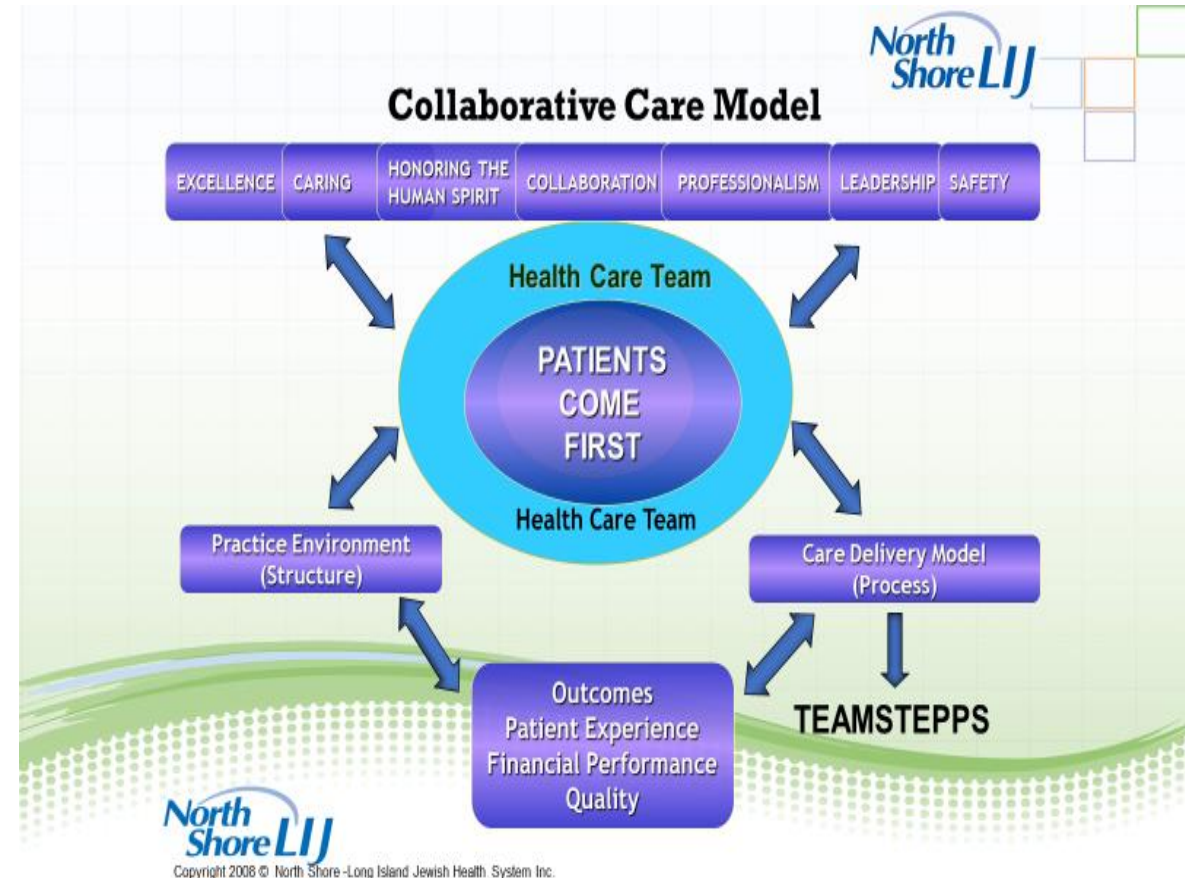 North
Shore LIJ
Collaborative Care Model
EXCELLENCE
CARING
HONORING THE
HUMAN SPIRIT
COLLABORATION
PROFESSIONALISM
LEADERSHIP
SAFETY
Health Care Team
PATIENTS
COME
FIRST
Health Care Team
Practice Environment
(Structure)
Care Delivery Model
(Process)
Outcomes
Patient Experience
Financial Performance
Quality
TEAMSTEPPS
North
Shore LIJ
Copyright 2008 © North Shore -Long Island Jewish Health System Inc.